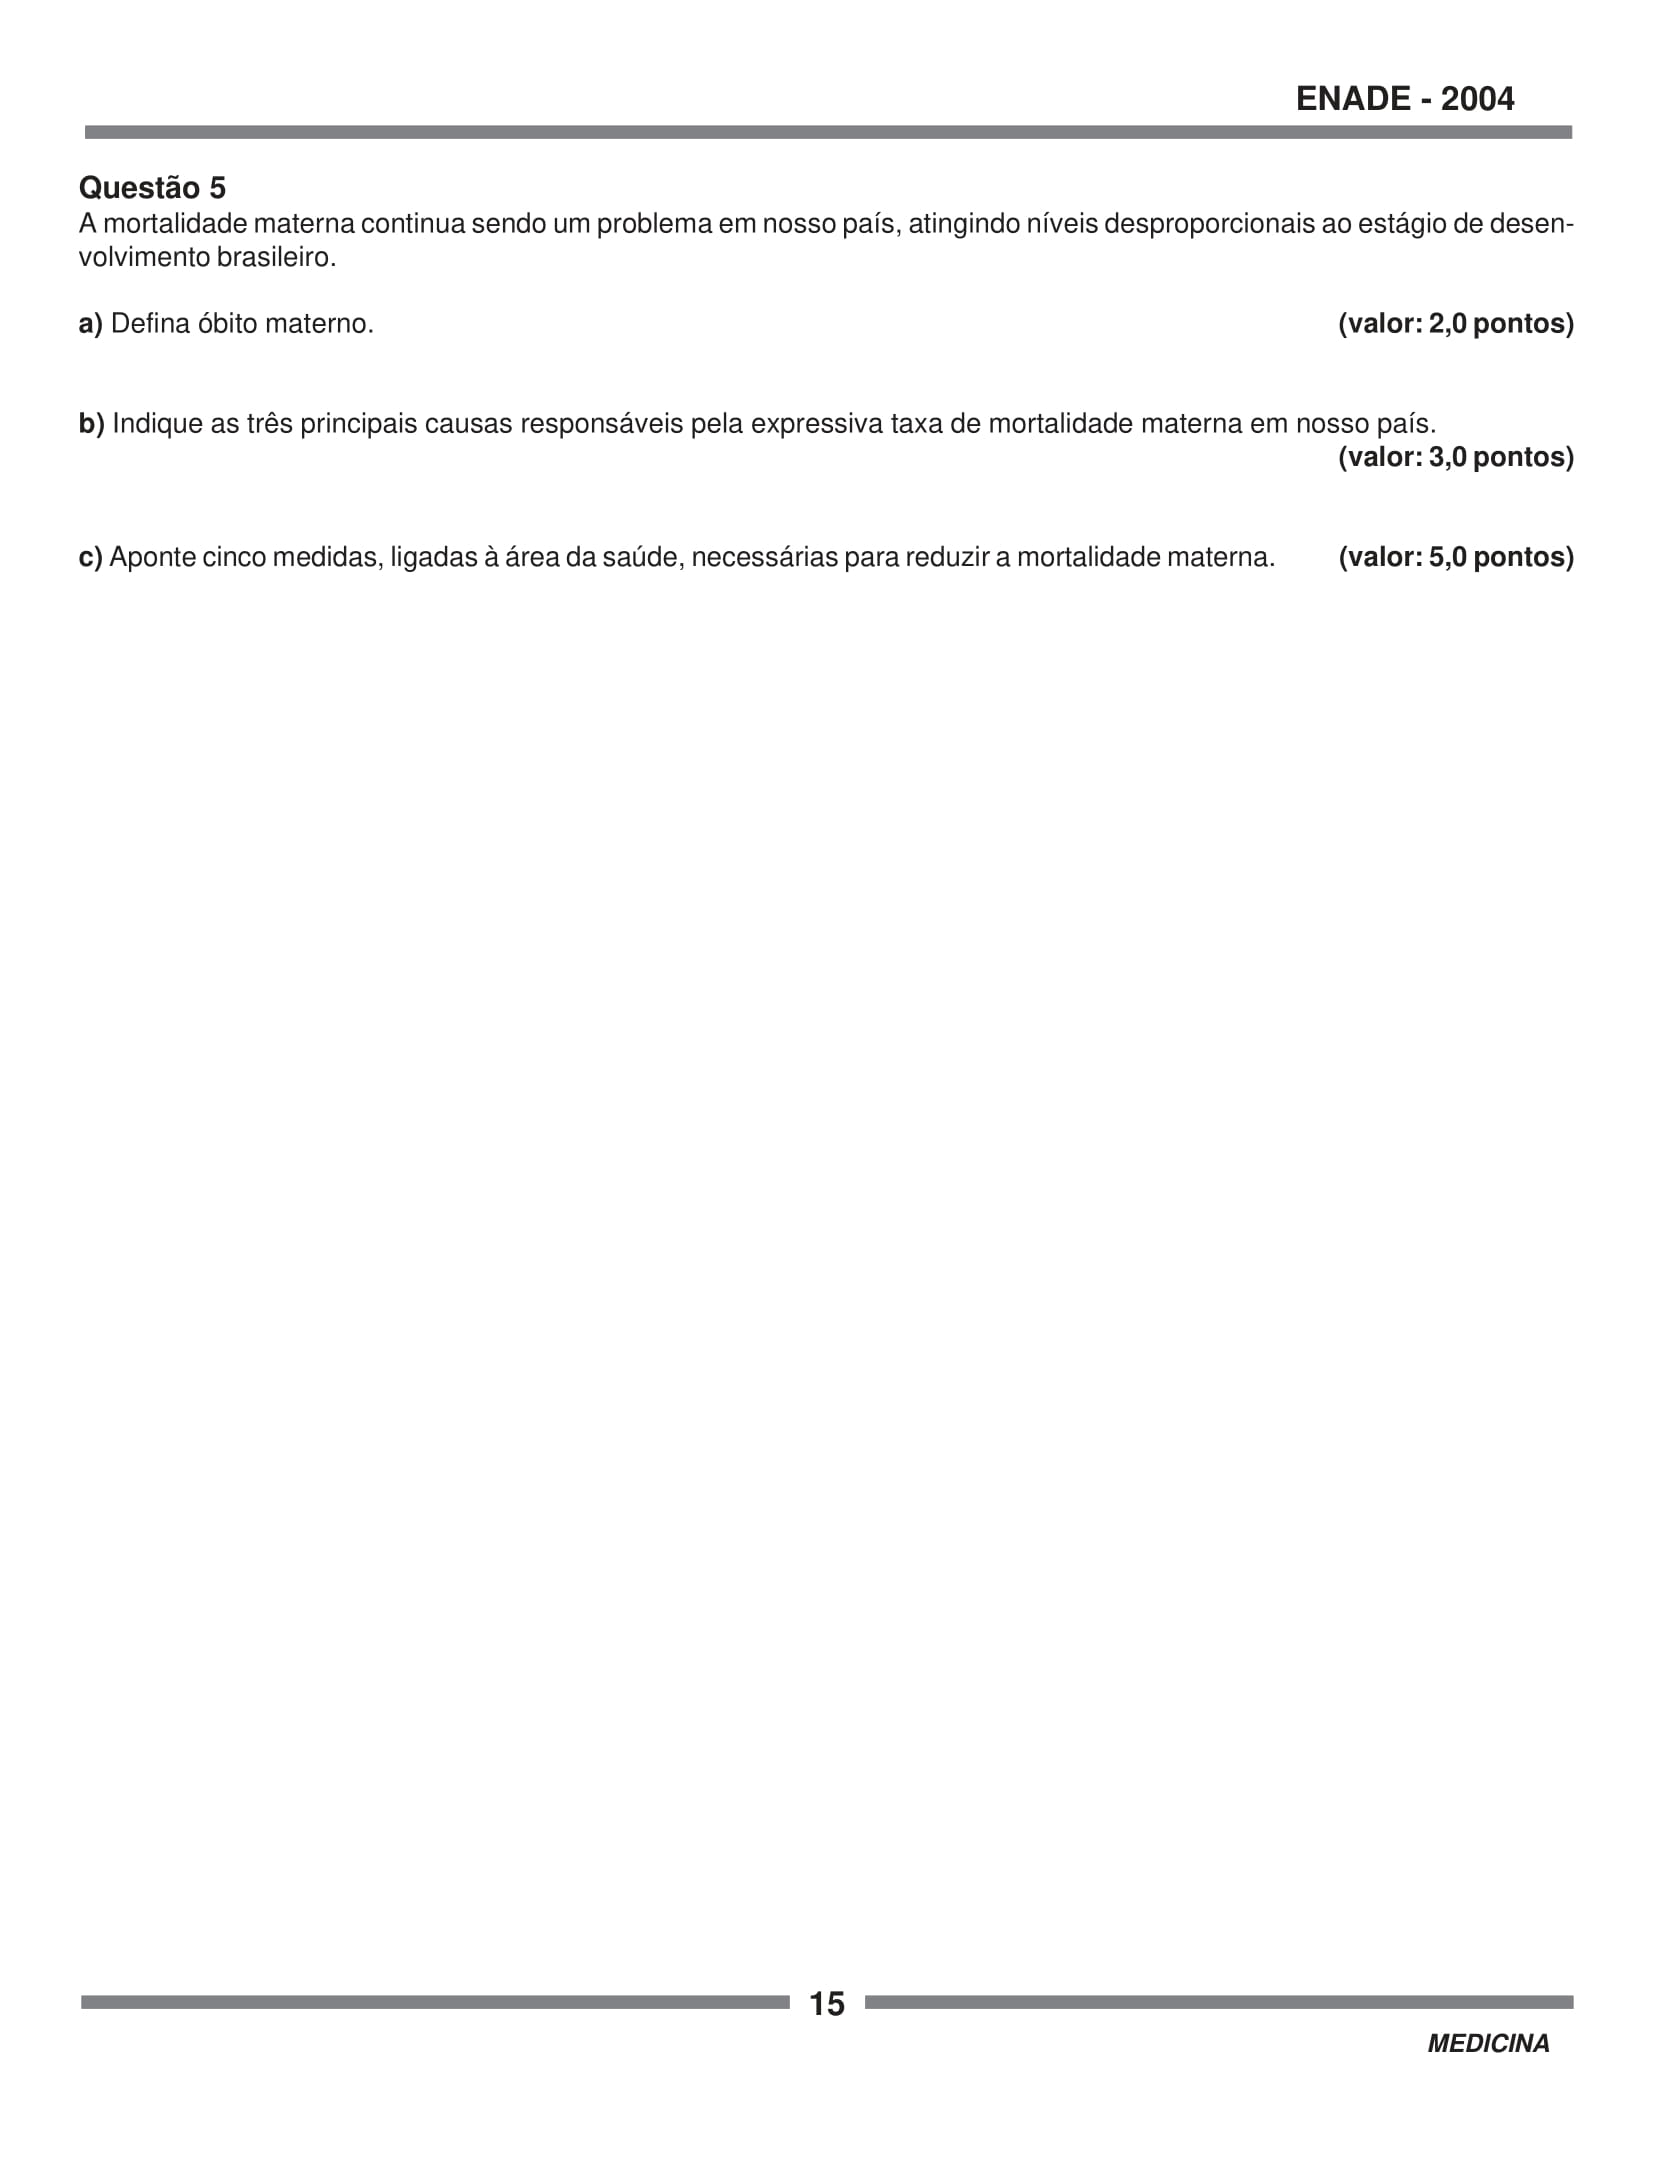 ENADE - 2004
Questão 5
A mortalidade materna continua sendo um problema em nosso país, atingindo níveis desproporcionais ao estágio de desen-
volvimento brasileiro.
a) Defina óbito materno. (valor: 2,0 pontos)
b) Indique as três principais causas responsáveis pela expressiva taxa de mortalidade materna em nosso país.
(valor: 3,0 pontos)
c) Aponte cinco medidas, ligadas à área da saúde, necessárias para reduzir a mortalidade materna. (valor: 5,0 pontos)
15
MEDICINA